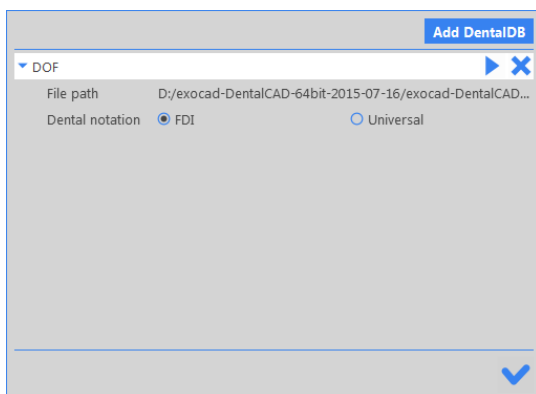 Add DentalDB
DOF
File path D:/exocad-DentalCAD-64bit-2015-07-16/exocad-DentalCAD...
Dental notation FDI Universal